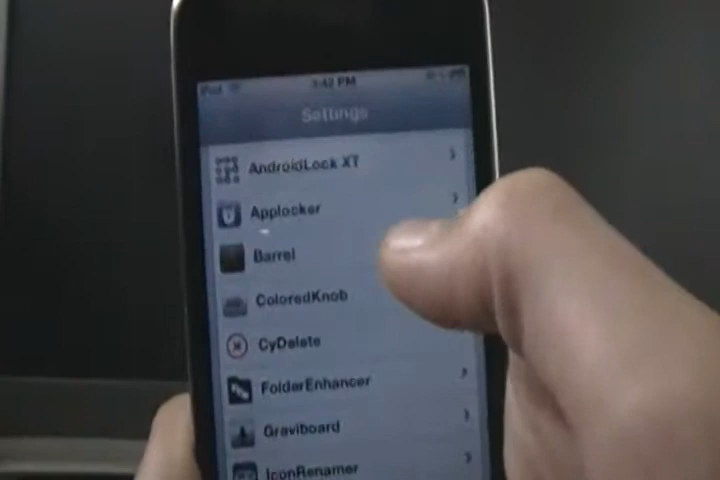 iPod 3:42 PM
Settings
AndroidLock XT
Applocker
Barrel
ColoredKnob
CyDelete
FolderEnhancer
Graviboard
IconRenamer